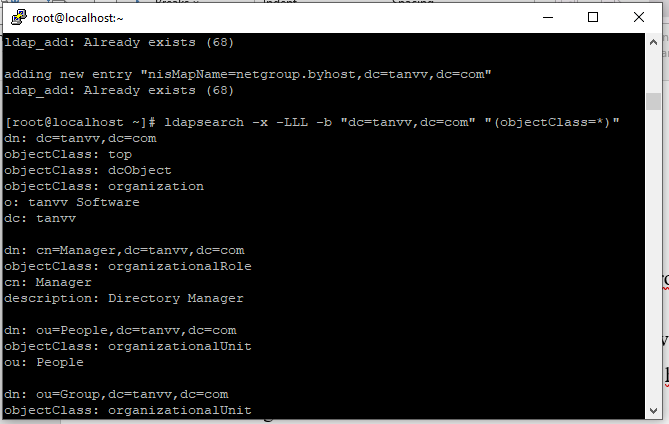 Breaks
Indent
Spacing
root@localhost:~
ldap_add: Already exists (68)
adding new entry "nisMapName=netgroup.byhost,dc=tanvv,dc=com"
ldap_add: Already exists (68)
[root@localhost ~]# ldapsearch -x -LLL -b "dc=tanvv,dc=com" "(objectClass=*)"
dn: dc=tanvv,dc=com
objectClass: top
objectClass: dcObject
objectClass: organization
o: tanvv Software
dc: tanvv
dn: cn=Manager,dc=tanvv,dc=com
objectClass: organizationalRole
cn: Manager
description: Directory Manager
dn: ou=People,dc=tanvv,dc=com
objectClass: organizationalUnit
ou: People
dn: ou=Group,dc=tanvv,dc=com
objectClass: organizationalUnit